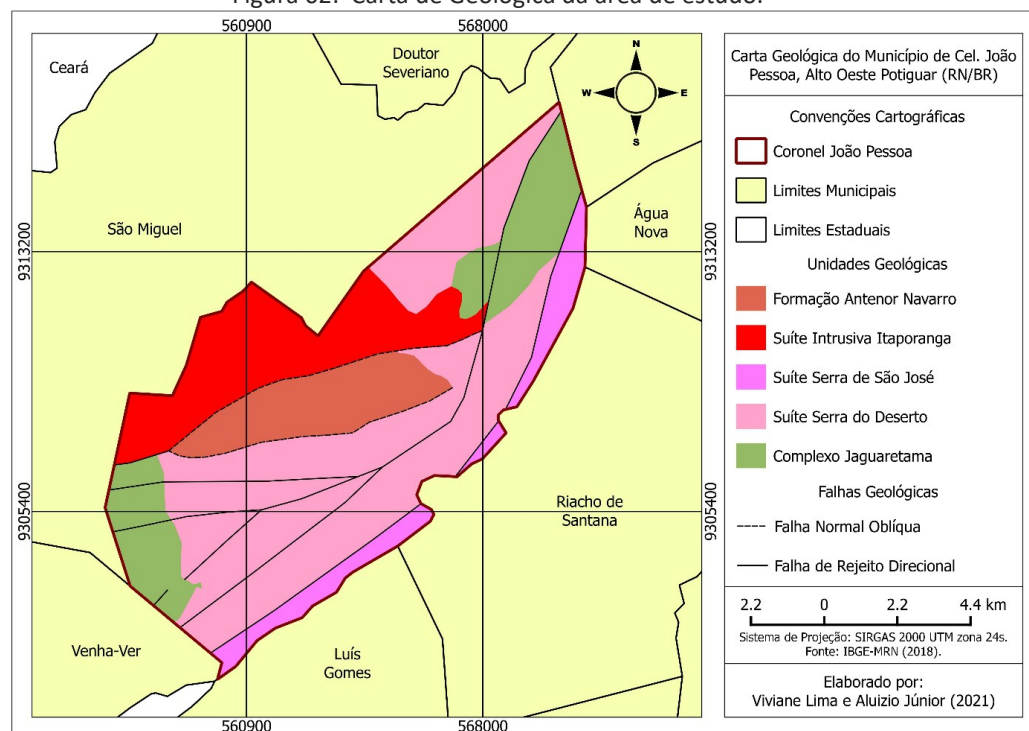 Figura 02: Carta de Geológica da área de estudo.
560900
568000
Ceará
Doutor
Severiano
N
W
E
S
São Miguel
Água
Nova
9313200
9313200
9305400
9305400
Riacho de
Santana
Venha-Ver
Luís
Gomes
560900
568000
Carta Geológica do Município de Cel. João
Pessoa, Alto Oeste Potiguar (RN/BR)
Convenções Cartográficas
Coronel João Pessoa
Limites Municipais
Limites Estaduais
Unidades Geológicas
Formação Antenor Navarro
Suíte Intrusiva Itaporanga
Suíte Serra de São José
Suíte Serra do Deserto
Complexo Jaguaretama
Falhas Geológicas
Falha Normal Oblíqua
Falha de Rejeito Direcional
2.2 0 2.2 4.4 km
Sistema de Projeção: SIRGAS 2000 UTM zona 24s.
Fonte: IBGE-MRN (2018).
Elaborado por:
Viviane Lima e Aluizio Júnior (2021)